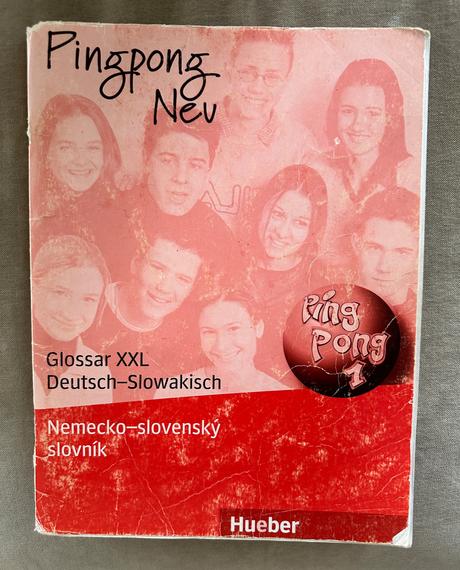 Pingpong
Neu
Ping
Pong
1
Glossar XXL
Deutsch–Slowakisch
Nemecko–slovenský
slovník
Hueber